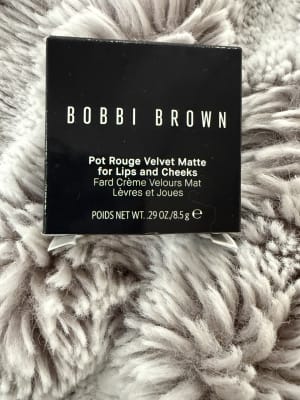 BOBBI BROWN
Pot Rouge Velvet Matte
for Lips and Cheeks
Fard Crème Velours Mat
Lèvres et Joues
POIDS NET WT. .29 OZ./8.5 g ℮